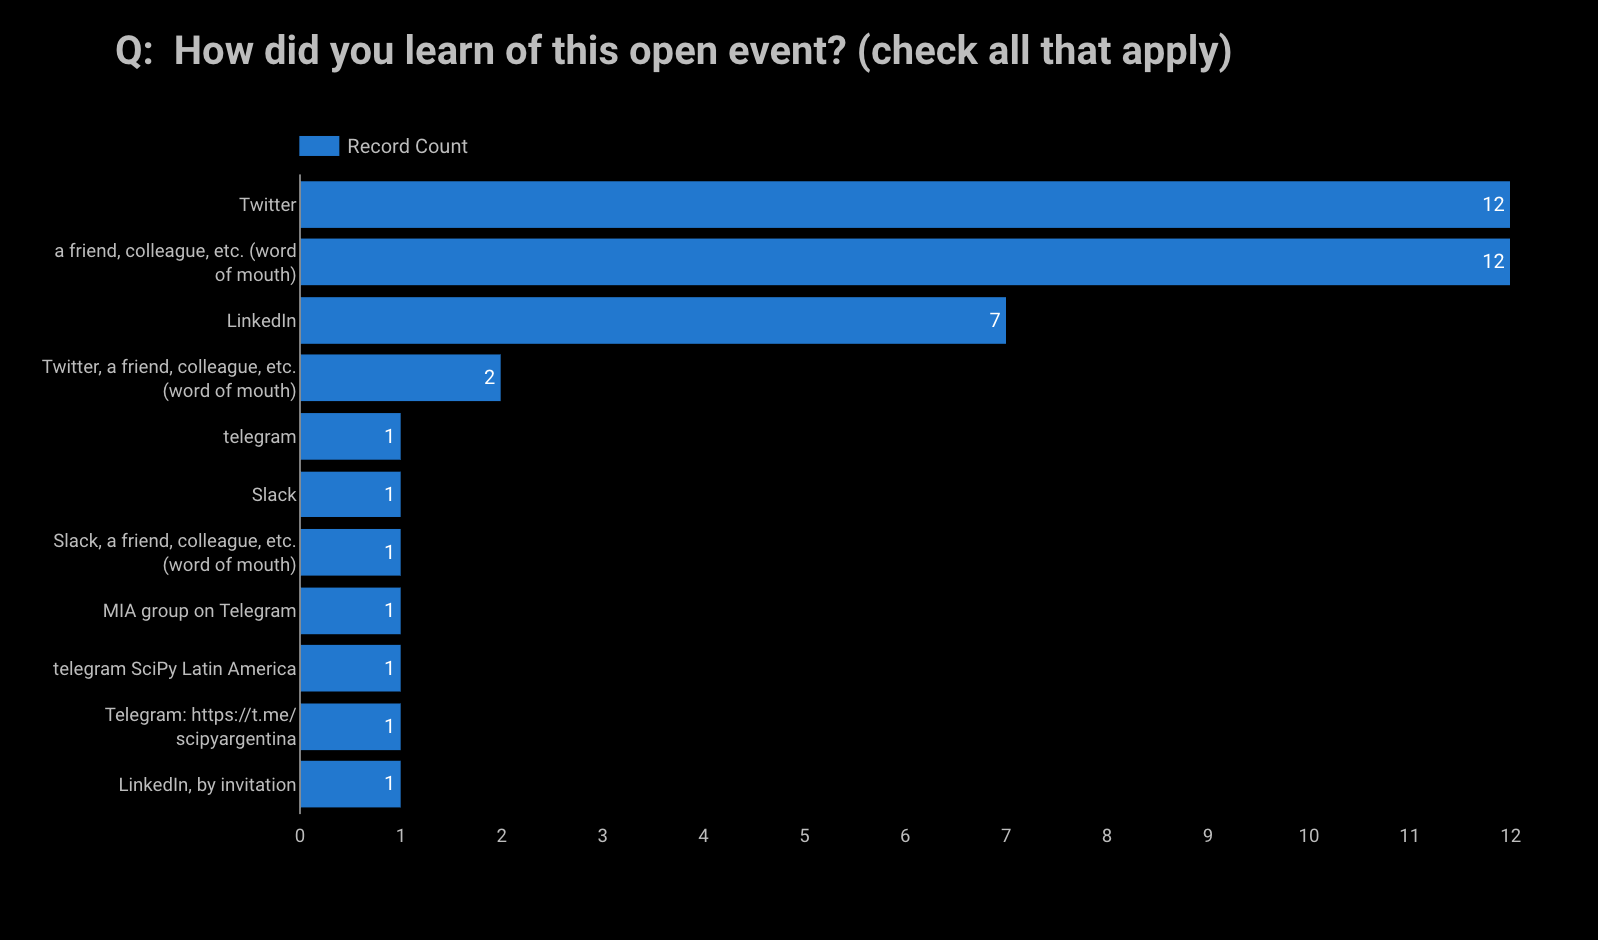 Q:  How did you learn of this open event? (check all that apply)
Record Count
Twitter
12
a friend, colleague, etc. (word
of mouth)
12
LinkedIn
7
Twitter, a friend, colleague, etc.
(word of mouth)
2
telegram
1
Slack
1
Slack, a friend, colleague, etc.
(word of mouth)
1
MIA group on Telegram
1
telegram SciPy Latin America
1
Telegram: https://t.me/
scipyargentina
1
LinkedIn, by invitation
1
0 1 2 3 4 5 6 7 8 9 10 11 12